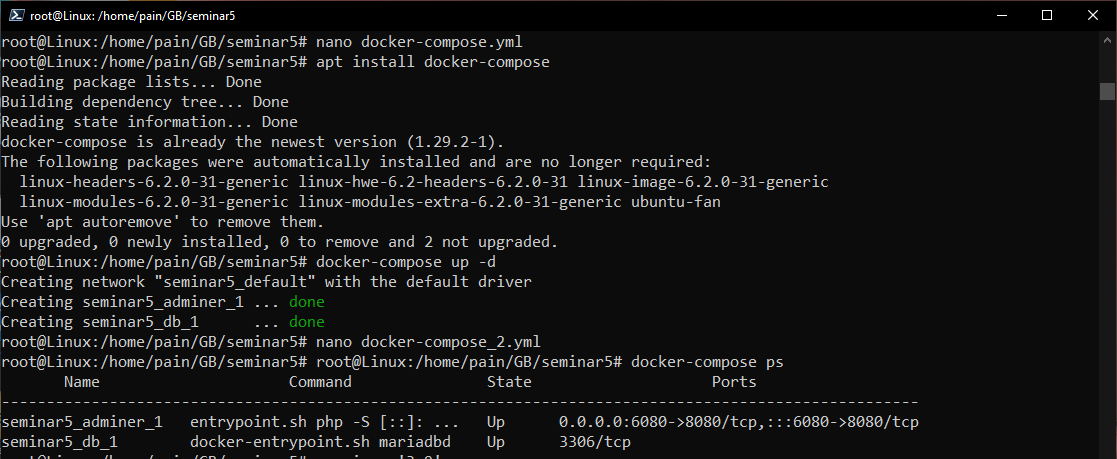 root@Linux: /home/pain/GB/seminar5
root@Linux:/home/pain/GB/seminar5# nano docker-compose.yml
root@Linux:/home/pain/GB/seminar5# apt install docker-compose
Reading package lists... Done
Building dependency tree... Done
Reading state information... Done
docker-compose is already the newest version (1.29.2-1).
The following packages were automatically installed and are no longer required:
  linux-headers-6.2.0-31-generic linux-hwe-6.2-headers-6.2.0-31 linux-image-6.2.0-31-generic
  linux-modules-6.2.0-31-generic linux-modules-extra-6.2.0-31-generic ubuntu-fan
Use 'apt autoremove' to remove them.
0 upgraded, 0 newly installed, 0 to remove and 2 not upgraded.
root@Linux:/home/pain/GB/seminar5# docker-compose up -d
Creating network "seminar5_default" with the default driver
Creating seminar5_adminer_1 ... done
Creating seminar5_db_1      ... done
root@Linux:/home/pain/GB/seminar5# nano docker-compose_2.yml
root@Linux:/home/pain/GB/seminar5# root@Linux:/home/pain/GB/seminar5# docker-compose ps
       Name                     Command               State                    Ports
------------------------------------------------------------------------------------------------------
seminar5_adminer_1   entrypoint.sh php -S [::]: ...   Up      0.0.0.0:6080->8080/tcp,:::6080->8080/tcp
seminar5_db_1        docker-entrypoint.sh mariadbd    Up      3306/tcp